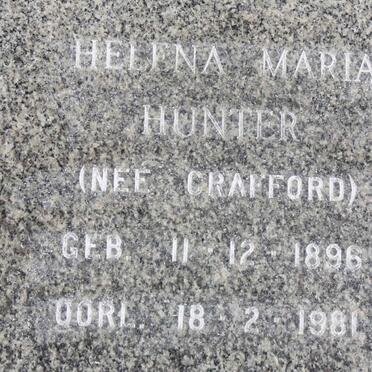 HELENA MARIA
HUNTER
(NEE CRAFFORD)
GEB. 11 - 12 - 1896
OORL. 18 - 2 - 1981